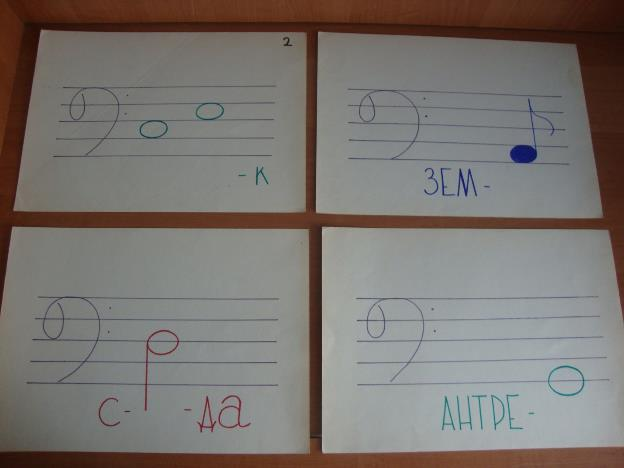 2
- К
ЗЕМ -
С - - Да
АНТРЕ -